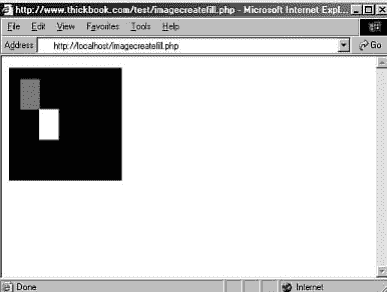 http://www.thickbook.com/test/imagecreatefill.php - Microsoft Internet Expl...
File Edit View Favorites Tools Help
Address http://localhost/imagecreatefill.php Go
Done Internet